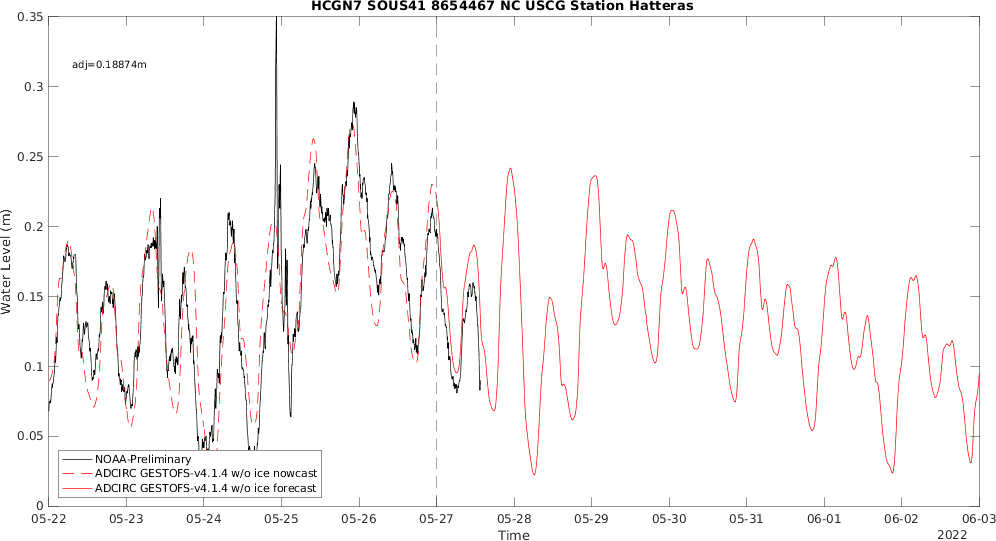 HCGN7 SOUS41 8654467 NC USCG Station Hatteras
adj=0.18874m
0.35
0.3
0.25
0.2
0.15
0.1
0.05
0
Water Level (m)
NOAA-Preliminary
ADCIRC GESTOFS-v4.1.4 w/o ice nowcast
ADCIRC GESTOFS-v4.1.4 w/o ice forecast
05-22 05-23 05-24 05-25 05-26 05-27 05-28 05-29 05-30 05-31 06-01 06-02 06-03
Time
2022